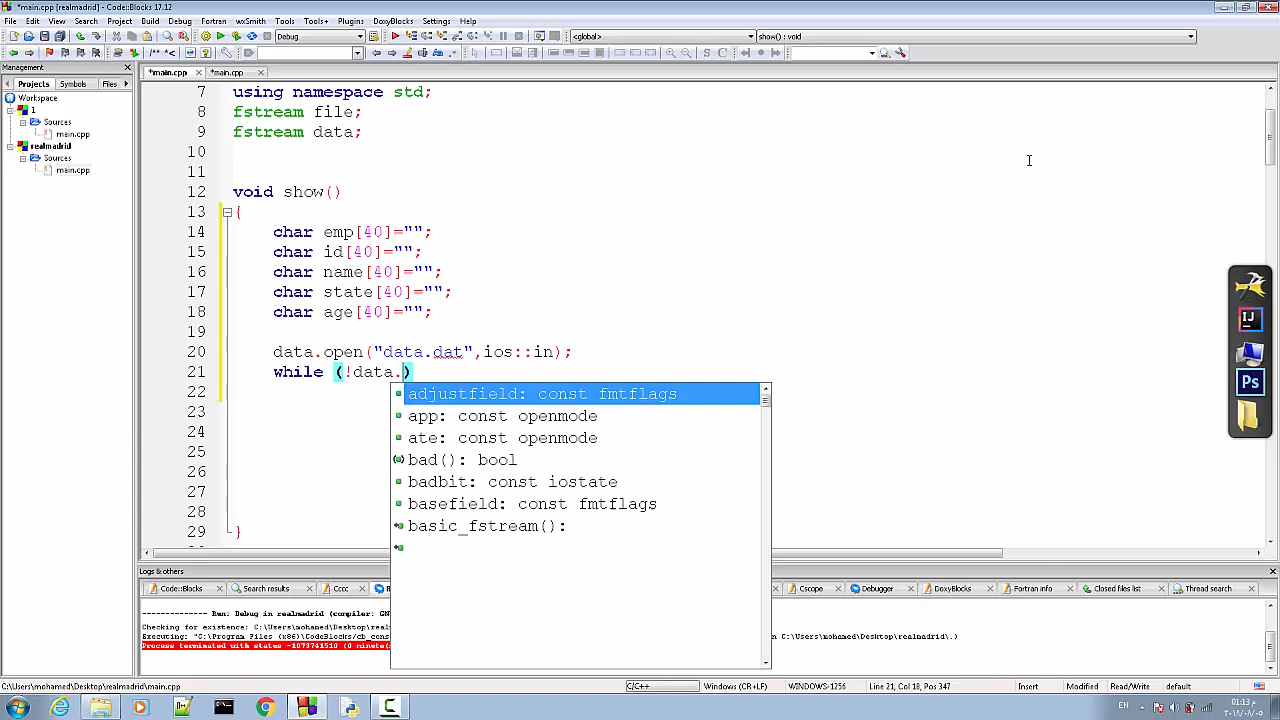 *main.cpp [realmadrid] - Code::Blocks 17.12
File Edit View Search Project Build Debug Fortran wxSmith Tools Tools+ Plugins DoxyBlocks Settings Help
Debug <global> show() : void
Management
Projects Symbols Files
*main.cpp *main.cpp
Workspace
1
Sources
main.cpp
realmadrid
Sources
main.cpp
7 using namespace std;
8 fstream file;
9 fstream data;
10
11
12 void show()
13 {
14 char emp[40]="";
15 char id[40]="";
16 char name[40]="";
17 char state[40]="";
18 char age[40]="";
19
20 data.open("data.dat",ios::in);
21 while (!data.)
22
23
24
25
26
27
28
29 }
adjustfield: const fmtflags
app: const openmode
ate: const openmode
bad(): bool
badbit: const iostate
basefield: const fmtflags
basic_fstream():
Logs & others
Code::Blocks Search results Cccc Cscope Debugger DoxyBlocks Fortran info Closed files list Thread search
-------------- Run: Debug in realmadrid (compiler: GN
Checking for existence: C:\Users\mohamed\Desktop\realmad
Executing: "C:\Program Files (x86)\CodeBlocks/cb_cons n C:\Users\mohamed\Desktop\realmadrid\.)
Process terminated with status -1073741510 (0 minute(s
C:\Users\mohamed\Desktop\realmadrid\main.cpp C/C++ Windows (CR+LF) WINDOWS-1256 Line 21, Col 18, Pos 347 Insert Modified Read/Write default
EN 01:13 م
٢٠١٨/٠٨/٠٥